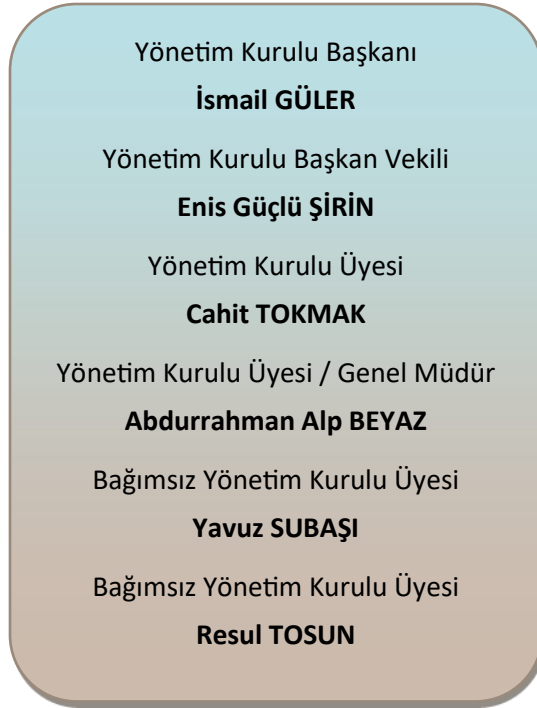 Yönetim Kurulu Başkanı
İsmail GÜLER
Yönetim Kurulu Başkan Vekili
Enis Güçlü ŞİRİN
Yönetim Kurulu Üyesi
Cahit TOKMAK
Yönetim Kurulu Üyesi / Genel Müdür
Abdurrahman Alp BEYAZ
Bağımsız Yönetim Kurulu Üyesi
Yavuz SUBAŞI
Bağımsız Yönetim Kurulu Üyesi
Resul TOSUN